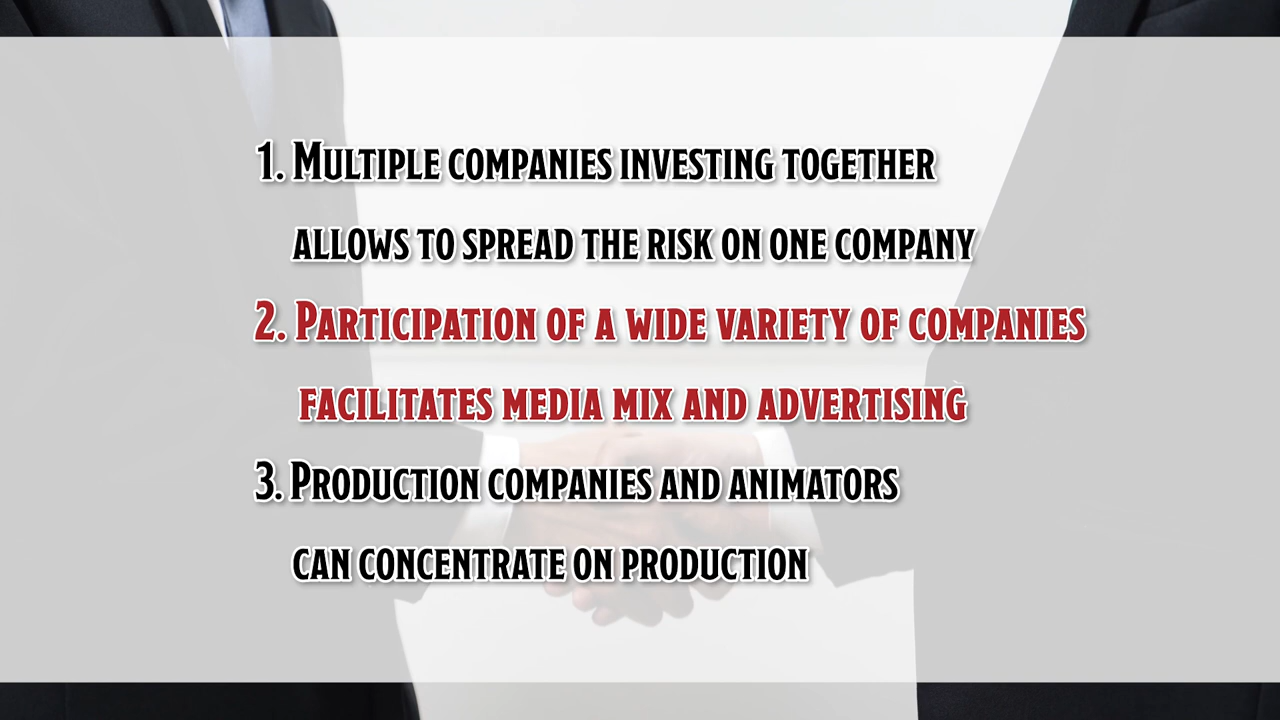 1. Multiple companies investing together
allows to spread the risk on one company
2. Participation of a wide variety of companies
facilitates media mix and advertising
3. Production companies and animators
can concentrate on production